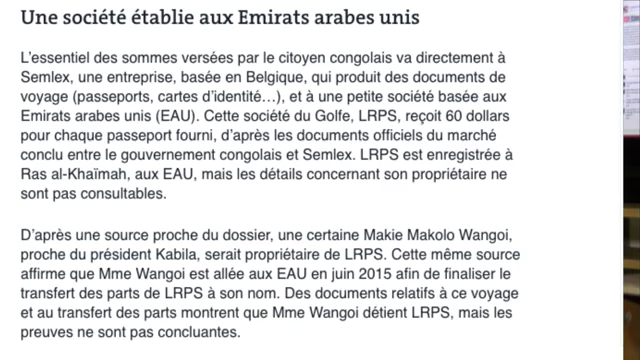 Une société établie aux Emirats arabes unis
L'essentiel des sommes versées par le citoyen congolais va directement à
Semlex, une entreprise, basée en Belgique, qui produit des documents de
voyage (passeports, cartes d'identité…), et à une petite société basée aux
Emirats arabes unis (EAU). Cette société du Golfe, LRPS, reçoit 60 dollars
pour chaque passeport fourni, d'après les documents officiels du marché
conclu entre le gouvernement congolais et Semlex. LRPS est enregistrée à
Ras al-Khaïmah, aux EAU, mais les détails concernant son propriétaire ne
sont pas consultables.
D'après une source proche du dossier, une certaine Makie Makolo Wangoi,
proche du président Kabila, serait propriétaire de LRPS. Cette même source
affirme que Mme Wangoi est allée aux EAU en juin 2015 afin de finaliser le
transfert des parts de LRPS à son nom. Des documents relatifs à ce voyage
et au transfert des parts montrent que Mme Wangoi détient LRPS, mais les
preuves ne sont pas concluantes.